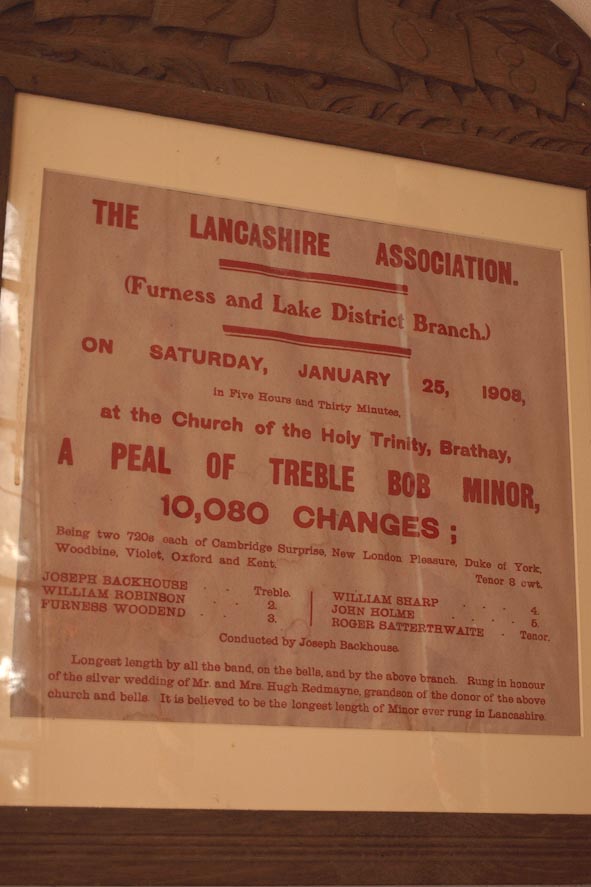 08
THE LANCASHIRE ASSOCIATION.
(Furness and Lake District Branch.)
ON SATURDAY, JANUARY 25, 1908,
in Five Hours and Thirty Minutes,
at the Church of the Holy Trinity, Brathay,
A PEAL OF TREBLE BOB MINOR,
10,080 CHANGES;
Being two 720s each of Cambridge Surprise, New London Pleasure, Duke of York,
Woodbine, Violet, Oxford and Kent.
Tenor 8 cwt.
JOSEPH BACKHOUSE . . Treble.
WILLIAM ROBINSON . . 2.
FURNESS WOODEND . . 3.
WILLIAM SHARP . . . . 4.
JOHN HOLME . . . . 5.
ROGER SATTERTHWAITE . Tenor.
Conducted by Joseph Backhouse.
Longest length by all the band, on the bells, and by the above branch. Rung in honour
of the silver wedding of Mr. and Mrs. Hugh Redmayne, grandson of the donor of the above
church and bells. It is believed to be the longest length of Minor ever rung in Lancashire.